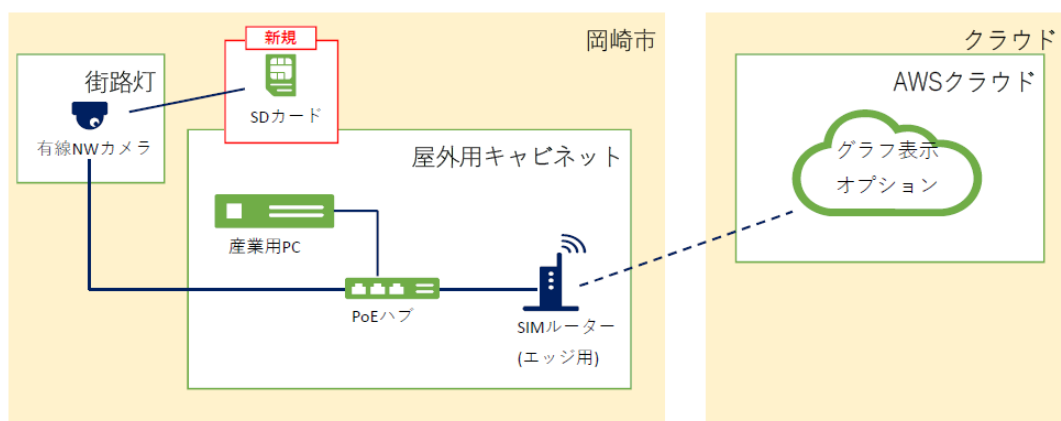 岡崎市
街路灯
有線NWカメラ
新規
SDカード
屋外用キャビネット
産業用PC
PoEハブ
SIMルーター
(エッジ用)
クラウド
AWSクラウド
グラフ表示
オプション